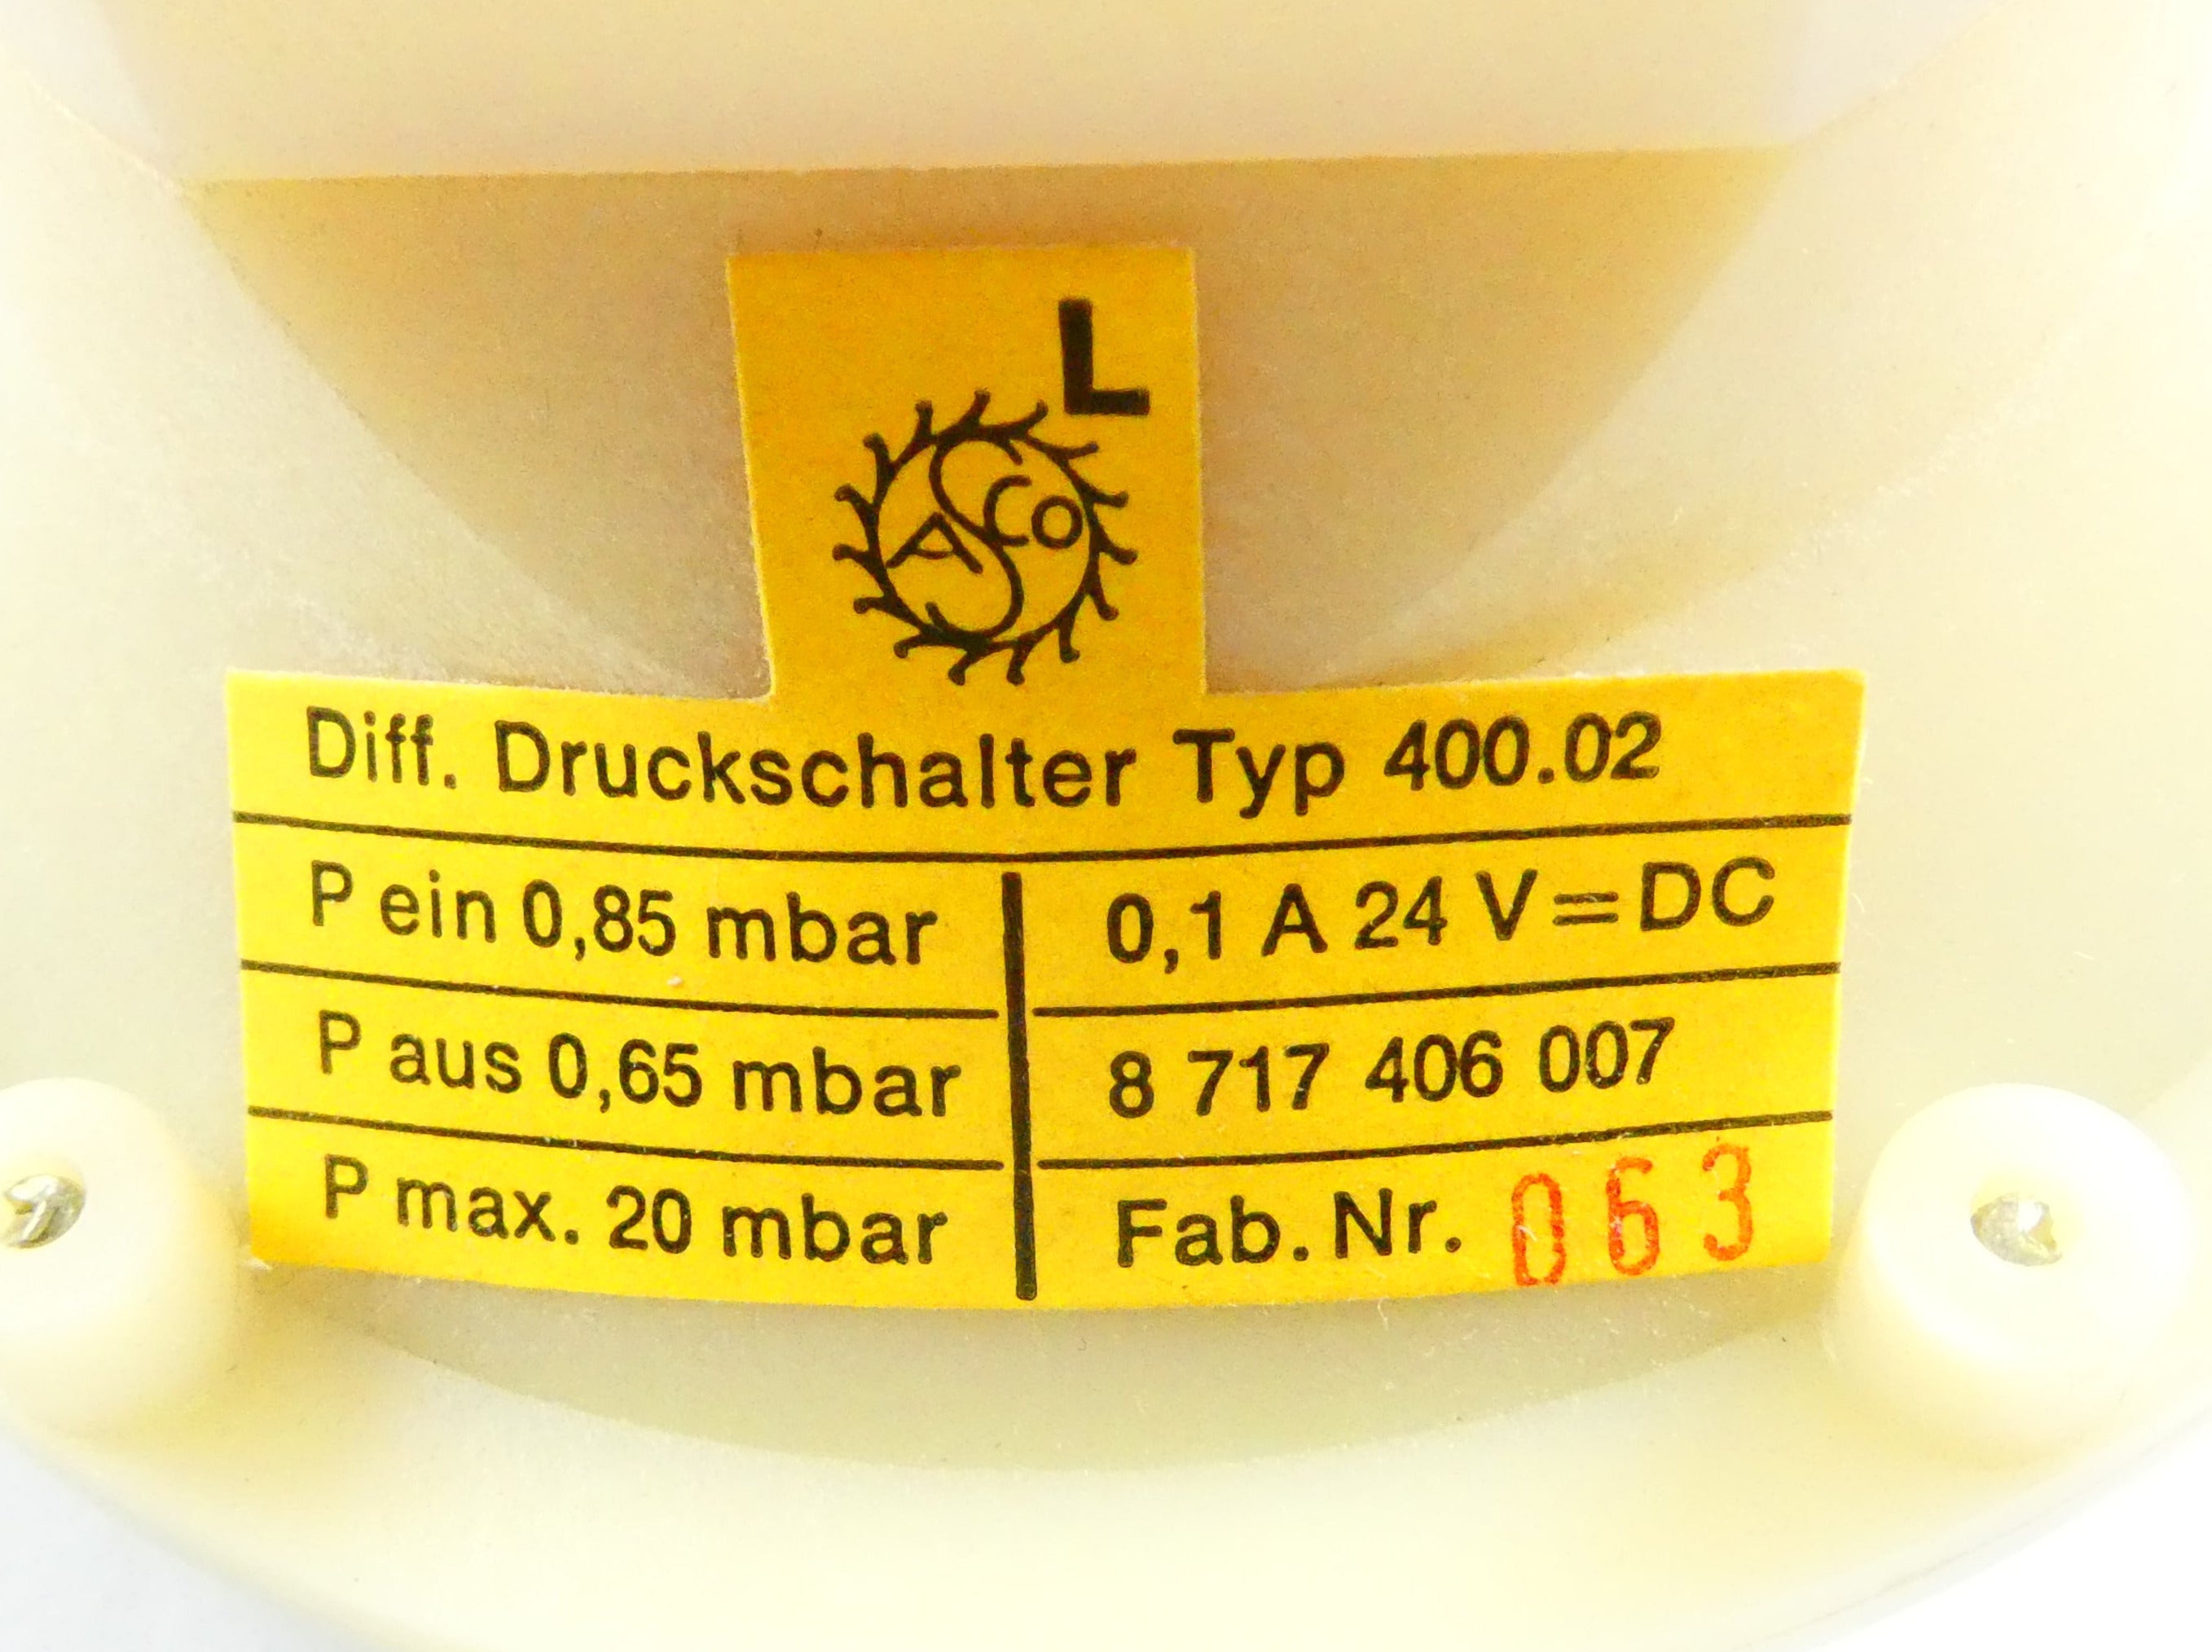 L
ASCO
Diff. Druckschalter Typ 400.02
P ein 0,85 mbar
0,1 A 24 V=DC
P aus 0,65 mbar
8 717 406 007
P max. 20 mbar
Fab. Nr. 063